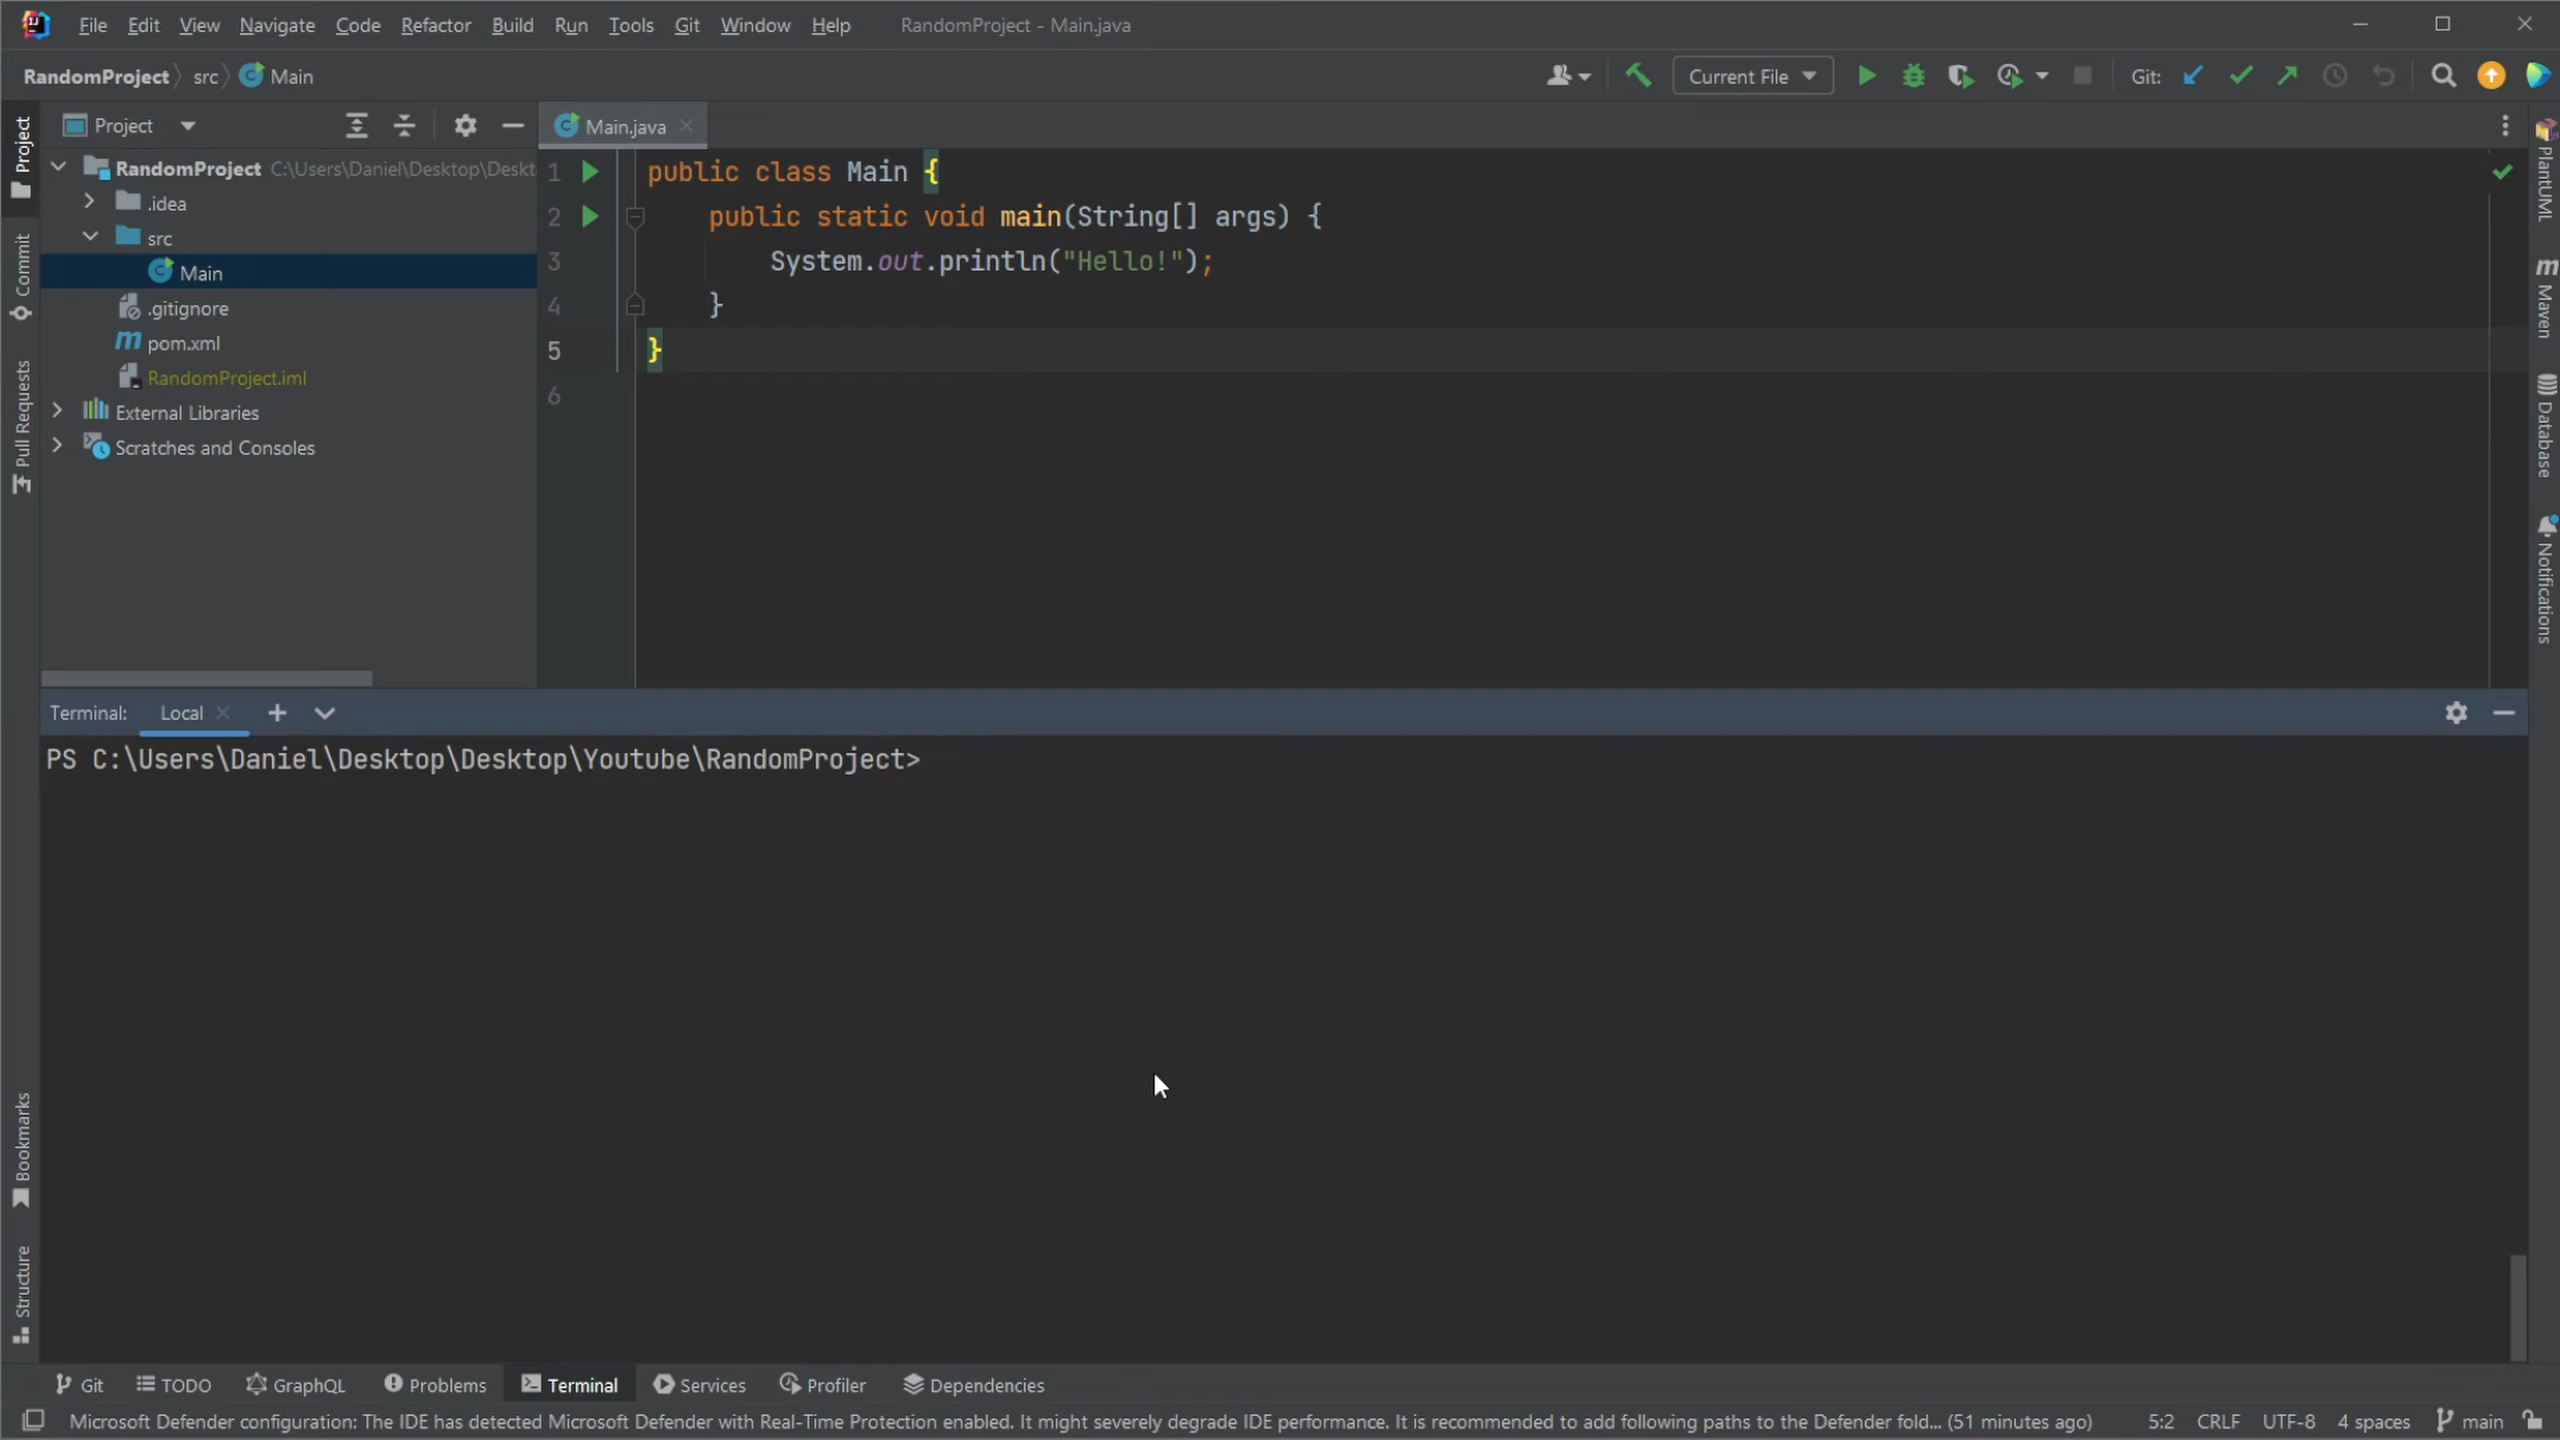 File Edit View Navigate Code Refactor Build Run Tools Git Window Help RandomProject - Main.java
RandomProject src Main
Current File
Git:
Project
Main.java
RandomProject C:\Users\Daniel\Desktop\Deskt
.idea
src
Main
.gitignore
pom.xml
RandomProject.iml
External Libraries
Scratches and Consoles
1 public class Main {
2 public static void main(String[] args) {
3 System.out.println("Hello!");
4 }
5 }
6
Project
Commit
Pull Requests
Bookmarks
Structure
PlantUML
Maven
Database
Notifications
Terminal: Local
PS C:\Users\Daniel\Desktop\Desktop\Youtube\RandomProject>
Git TODO GraphQL Problems Terminal Services Profiler Dependencies
Microsoft Defender configuration: The IDE has detected Microsoft Defender with Real-Time Protection enabled. It might severely degrade IDE performance. It is recommended to add following paths to the Defender fold... (51 minutes ago) 5:2 CRLF UTF-8 4 spaces main